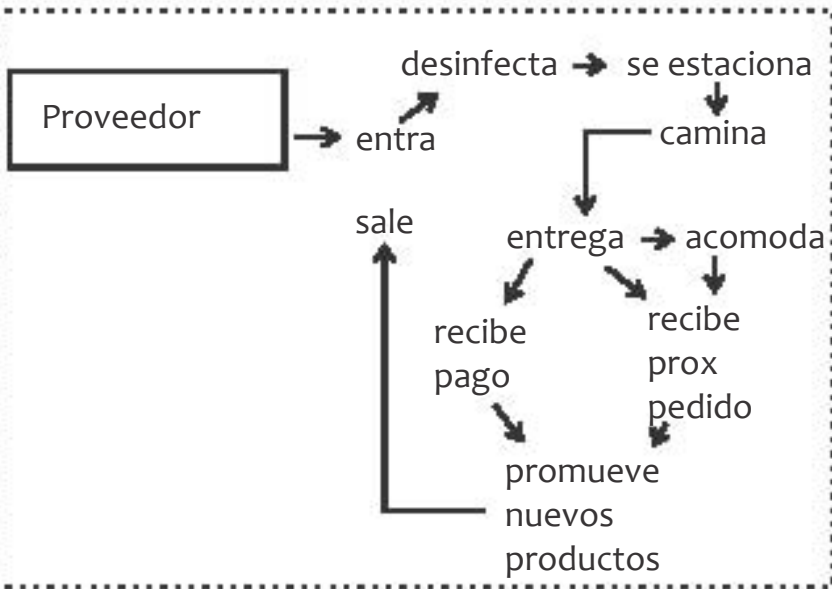 Proveedor
entra
desinfecta
se estaciona
camina
entrega
acomoda
recibe
pago
recibe
prox
pedido
promueve
nuevos
productos
sale